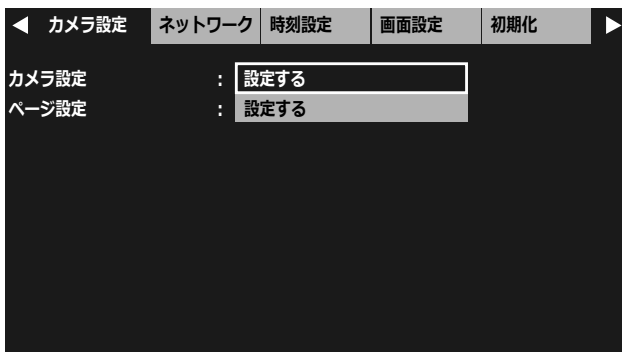 ◀ カメラ設定 ネットワーク 時刻設定 画面設定 初期化 ▶
カメラ設定 : 設定する
ページ設定 : 設定する